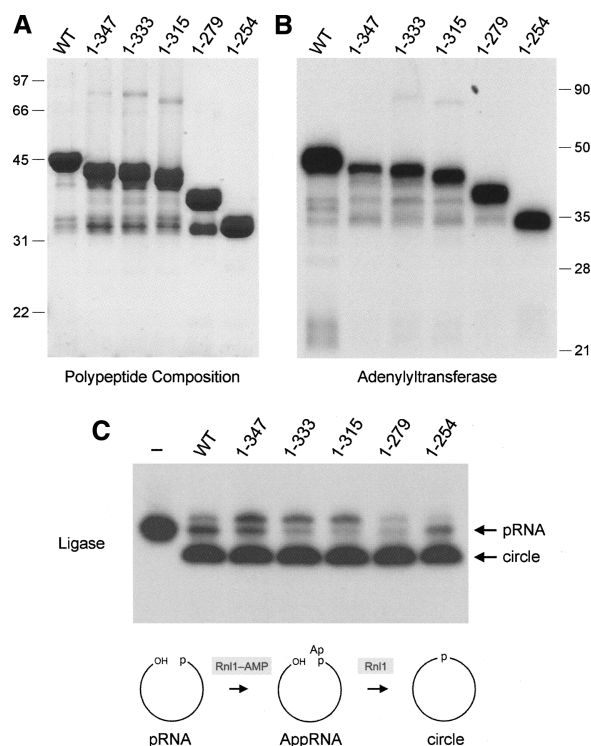 A
WT 1-347 1-333 1-315 1-279 1-254
97
66
45
31
22
Polypeptide Composition
B
WT 1-347 1-333 1-315 1-279 1-254
90
50
35
28
21
Adenylyltransferase
C
– WT 1-347 1-333 1-315 1-279 1-254
Ligase
pRNA
circle
OH p
Rnl1–AMP
Ap
OH p
Rnl1
p
pRNA
AppRNA
circle